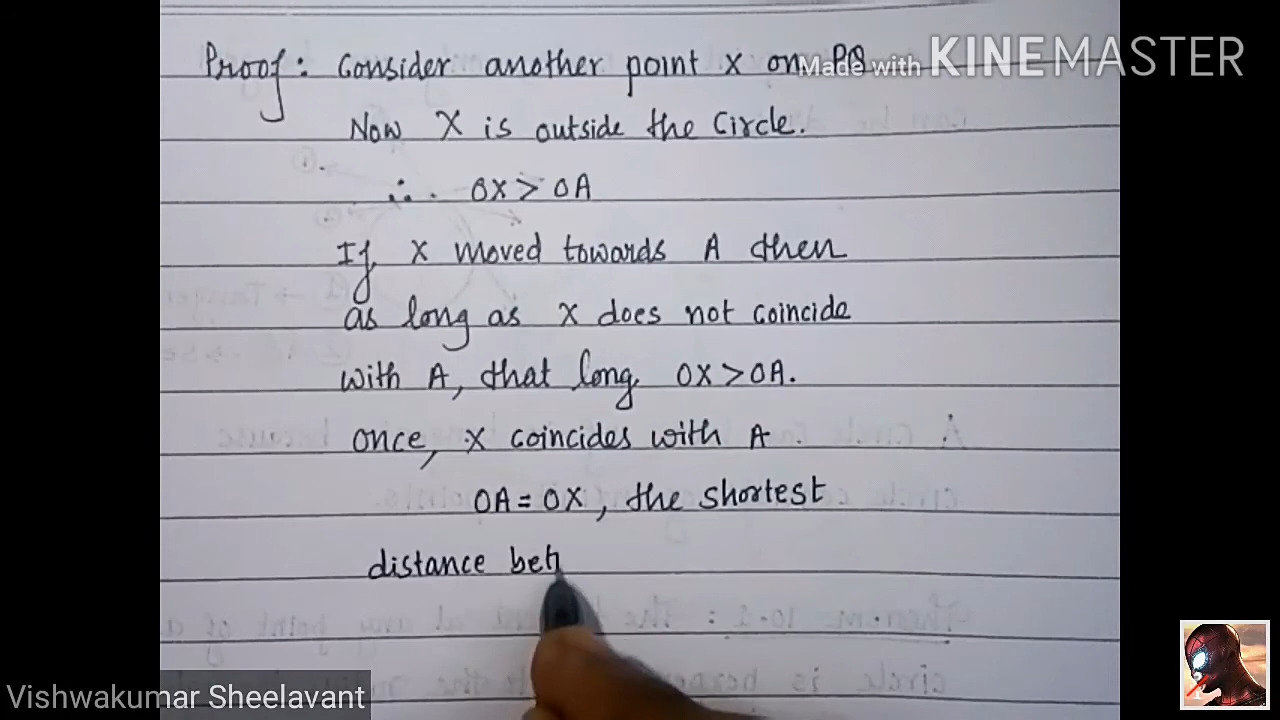 Proof: Consider another point X on PQ
Made with KINEMASTER
Now X is outside the Circle.
∴ OX > OA
If X moved towards A then
as long as X does not coincide
with A, that long OX > OA.
once, X coincides with A.
OA = OX, the shortest
distance bet
Vishwakumar Sheelavant